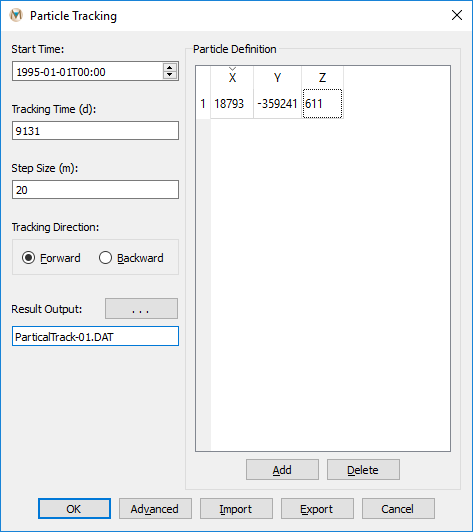 Particle Tracking
Start Time:
1995-01-01T00:00
Tracking Time (d):
9131
Step Size (m):
20
Tracking Direction:
Forward
Backward
Result Output:
...
ParticalTrack-01.DAT
Particle Definition
X Y Z
1 18793 -359241 611
Add Delete
OK Advanced Import Export Cancel